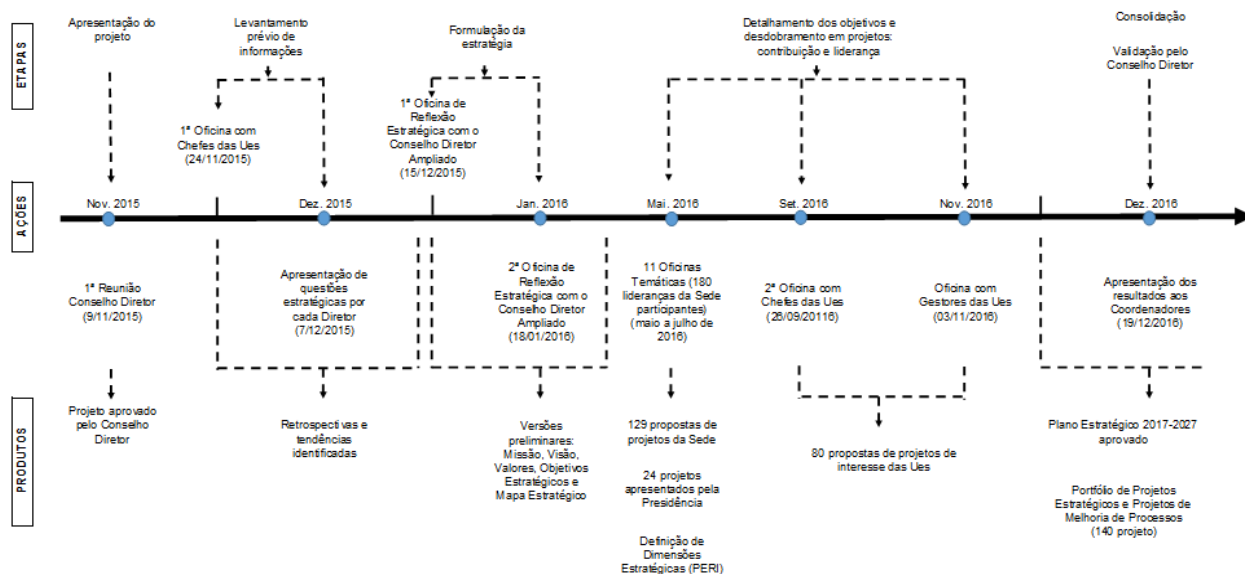 ETAPAS
Apresentação do
projeto
Levantamento
prévio de
informações
Formulação da
estratégia
Detalhamento dos objetivos e
desdobramento em projetos:
contribuição e liderança
Consolidação
Validação pelo
Conselho Diretor
1ª Oficina com
Chefes das Ues
(24/11/2015)
1ª Oficina de
Reflexão
Estratégica com o
Conselho Diretor
Ampliado
(15/12/2015)
AÇÕES
Nov. 2015
Dez. 2015
Jan. 2016
Mai. 2016
Set. 2016
Nov. 2016
Dez. 2016
1ª Reunião
Conselho Diretor
(9/11/2015)
Apresentação de
questões
estratégicas por
cada Diretor
(7/12/2015)
2ª Oficina de
Reflexão
Estratégica com o
Conselho Diretor
Ampliado
(18/01/2016)
11 Oficinas
Temáticas (180
lideranças da Sede
participantes)
(maio a julho de
2016)
2ª Oficina com
Chefes das Ues
(26/09/20116)
Oficina com
Gestores das Ues
(03/11/2016)
Apresentação dos
resultados aos
Coordenadores
(19/12/2016)
PRODUTOS
Projeto aprovado
pelo Conselho
Diretor
Retrospectivas e
tendências
identificadas
Versões
preliminares:
Missão, Visão,
Valores, Objetivos
Estratégicos e
Mapa Estratégico
129 propostas de
projetos da Sede
24 projetos
apresentados pela
Presidência
Definição de
Dimensões
Estratégicas (PERI)
80 propostas de projetos de
interesse das Ues
Plano Estratégico 2017-2027
aprovado
Portfólio de Projetos
Estratégicos e Projetos de
Melhoria de Processos
(140 projeto)